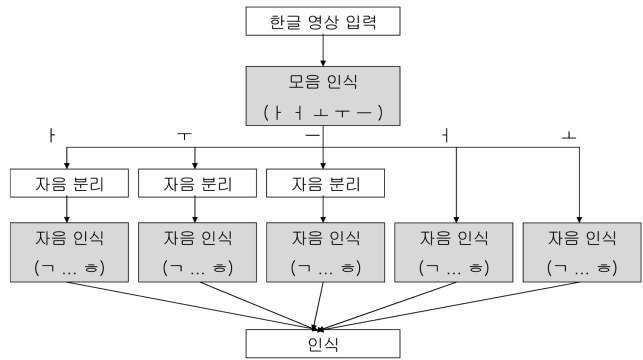 한글 영상 입력
모음 인식
(ㅏ ㅓ ㅗ ㅜ ㅡ)
ㅏ ㅜ ㅡ ㅓ ㅗ
자음 분리 자음 분리 자음 분리
자음 인식 자음 인식 자음 인식 자음 인식 자음 인식
(ㄱ ... ㅎ) (ㄱ ... ㅎ) (ㄱ ... ㅎ) (ㄱ ... ㅎ) (ㄱ ... ㅎ)
인식